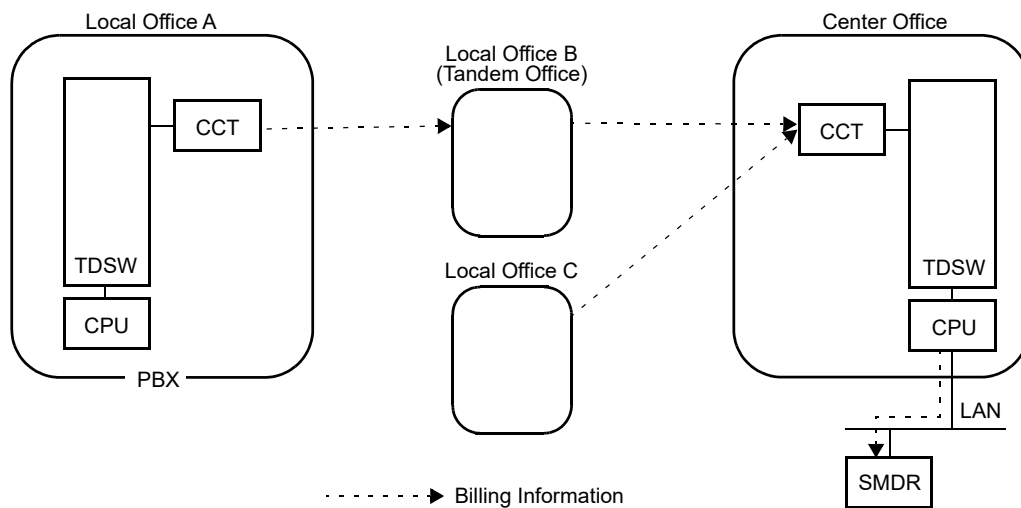 Local Office A
Center Office
Local Office B
(Tandem Office)
CCT
CCT
TDSW
TDSW
Local Office C
CPU
CPU
PBX
LAN
SMDR
Billing Information